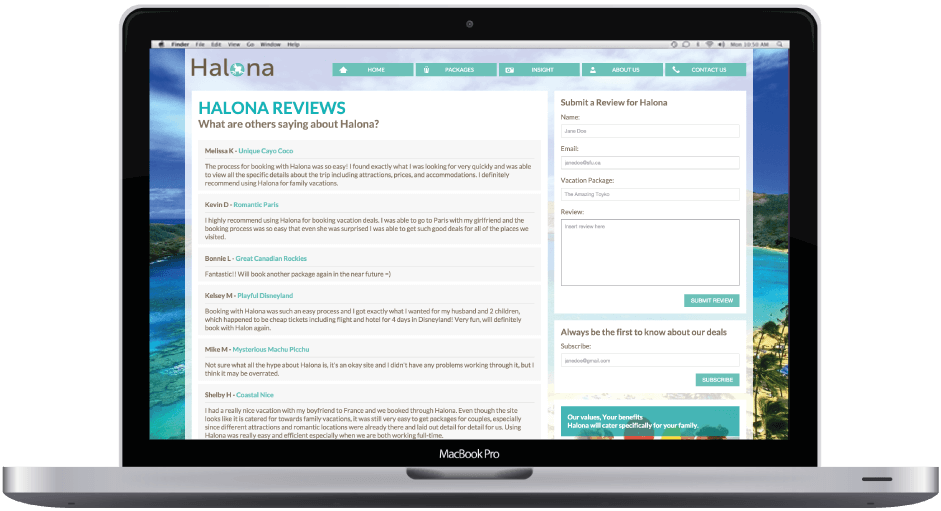 Finder File Edit View Go Window Help
Mon 10:50 AM
Halona
HOME
PACKAGES
INSIGHT
ABOUT US
CONTACT US
HALONA REVIEWS
What are others saying about Halona?
Melissa K - Unique Cayo Coco
The process for booking with Halona was so easy! I found exactly what I was looking for very quickly and was able
to view all the specific details about the trip including attractions, prices, and accommodations. I definitely
recommend using Halona for family vacations.
Kevin D - Romantic Paris
I highly recommend using Halona for booking vacation deals. I was able to go to Paris with my girlfriend and the
booking process was so easy that even she was surprised I was able to get such good deals for all of the places we
visited.
Bonnie L - Great Canadian Rockies
Fantastic!! Will book another package again in the near future =)
Kelsey M - Playful Disneyland
Booking with Halona was such an easy process and I got exactly what I wanted for my husband and 2 children,
which happened to be cheap tickets including flight and hotel for 4 days in Disneyland! Very fun, will definitely
book with Halon again.
Mike M - Mysterious Machu Picchu
Not sure what all the hype about Halona is, it's an okay site and I didn't have any problems working through it, but I
think it may be overrated.
Shelby H - Coastal Nice
I had a really nice vacation with my boyfriend to France and we booked through Halona. Even though the site
looks like it is catered for towards family vacations, it was still very easy to get packages for couples, especially
since different attractions and romantic locations were already there and laid out detail for detail for us. Using
Halona was really easy and efficient especially when we are both working full-time.
Submit a Review for Halona
Name:
Jane Doe
Email:
janedoe@sfu.ca
Vacation Package:
The Amazing Toyko
Review:
Insert review here
SUBMIT REVIEW
Always be the first to know about our deals
Subscribe:
janedoe@gmail.com
SUBSCRIBE
Our values, Your benefits
Halona will cater specifically for your family.
MacBook Pro